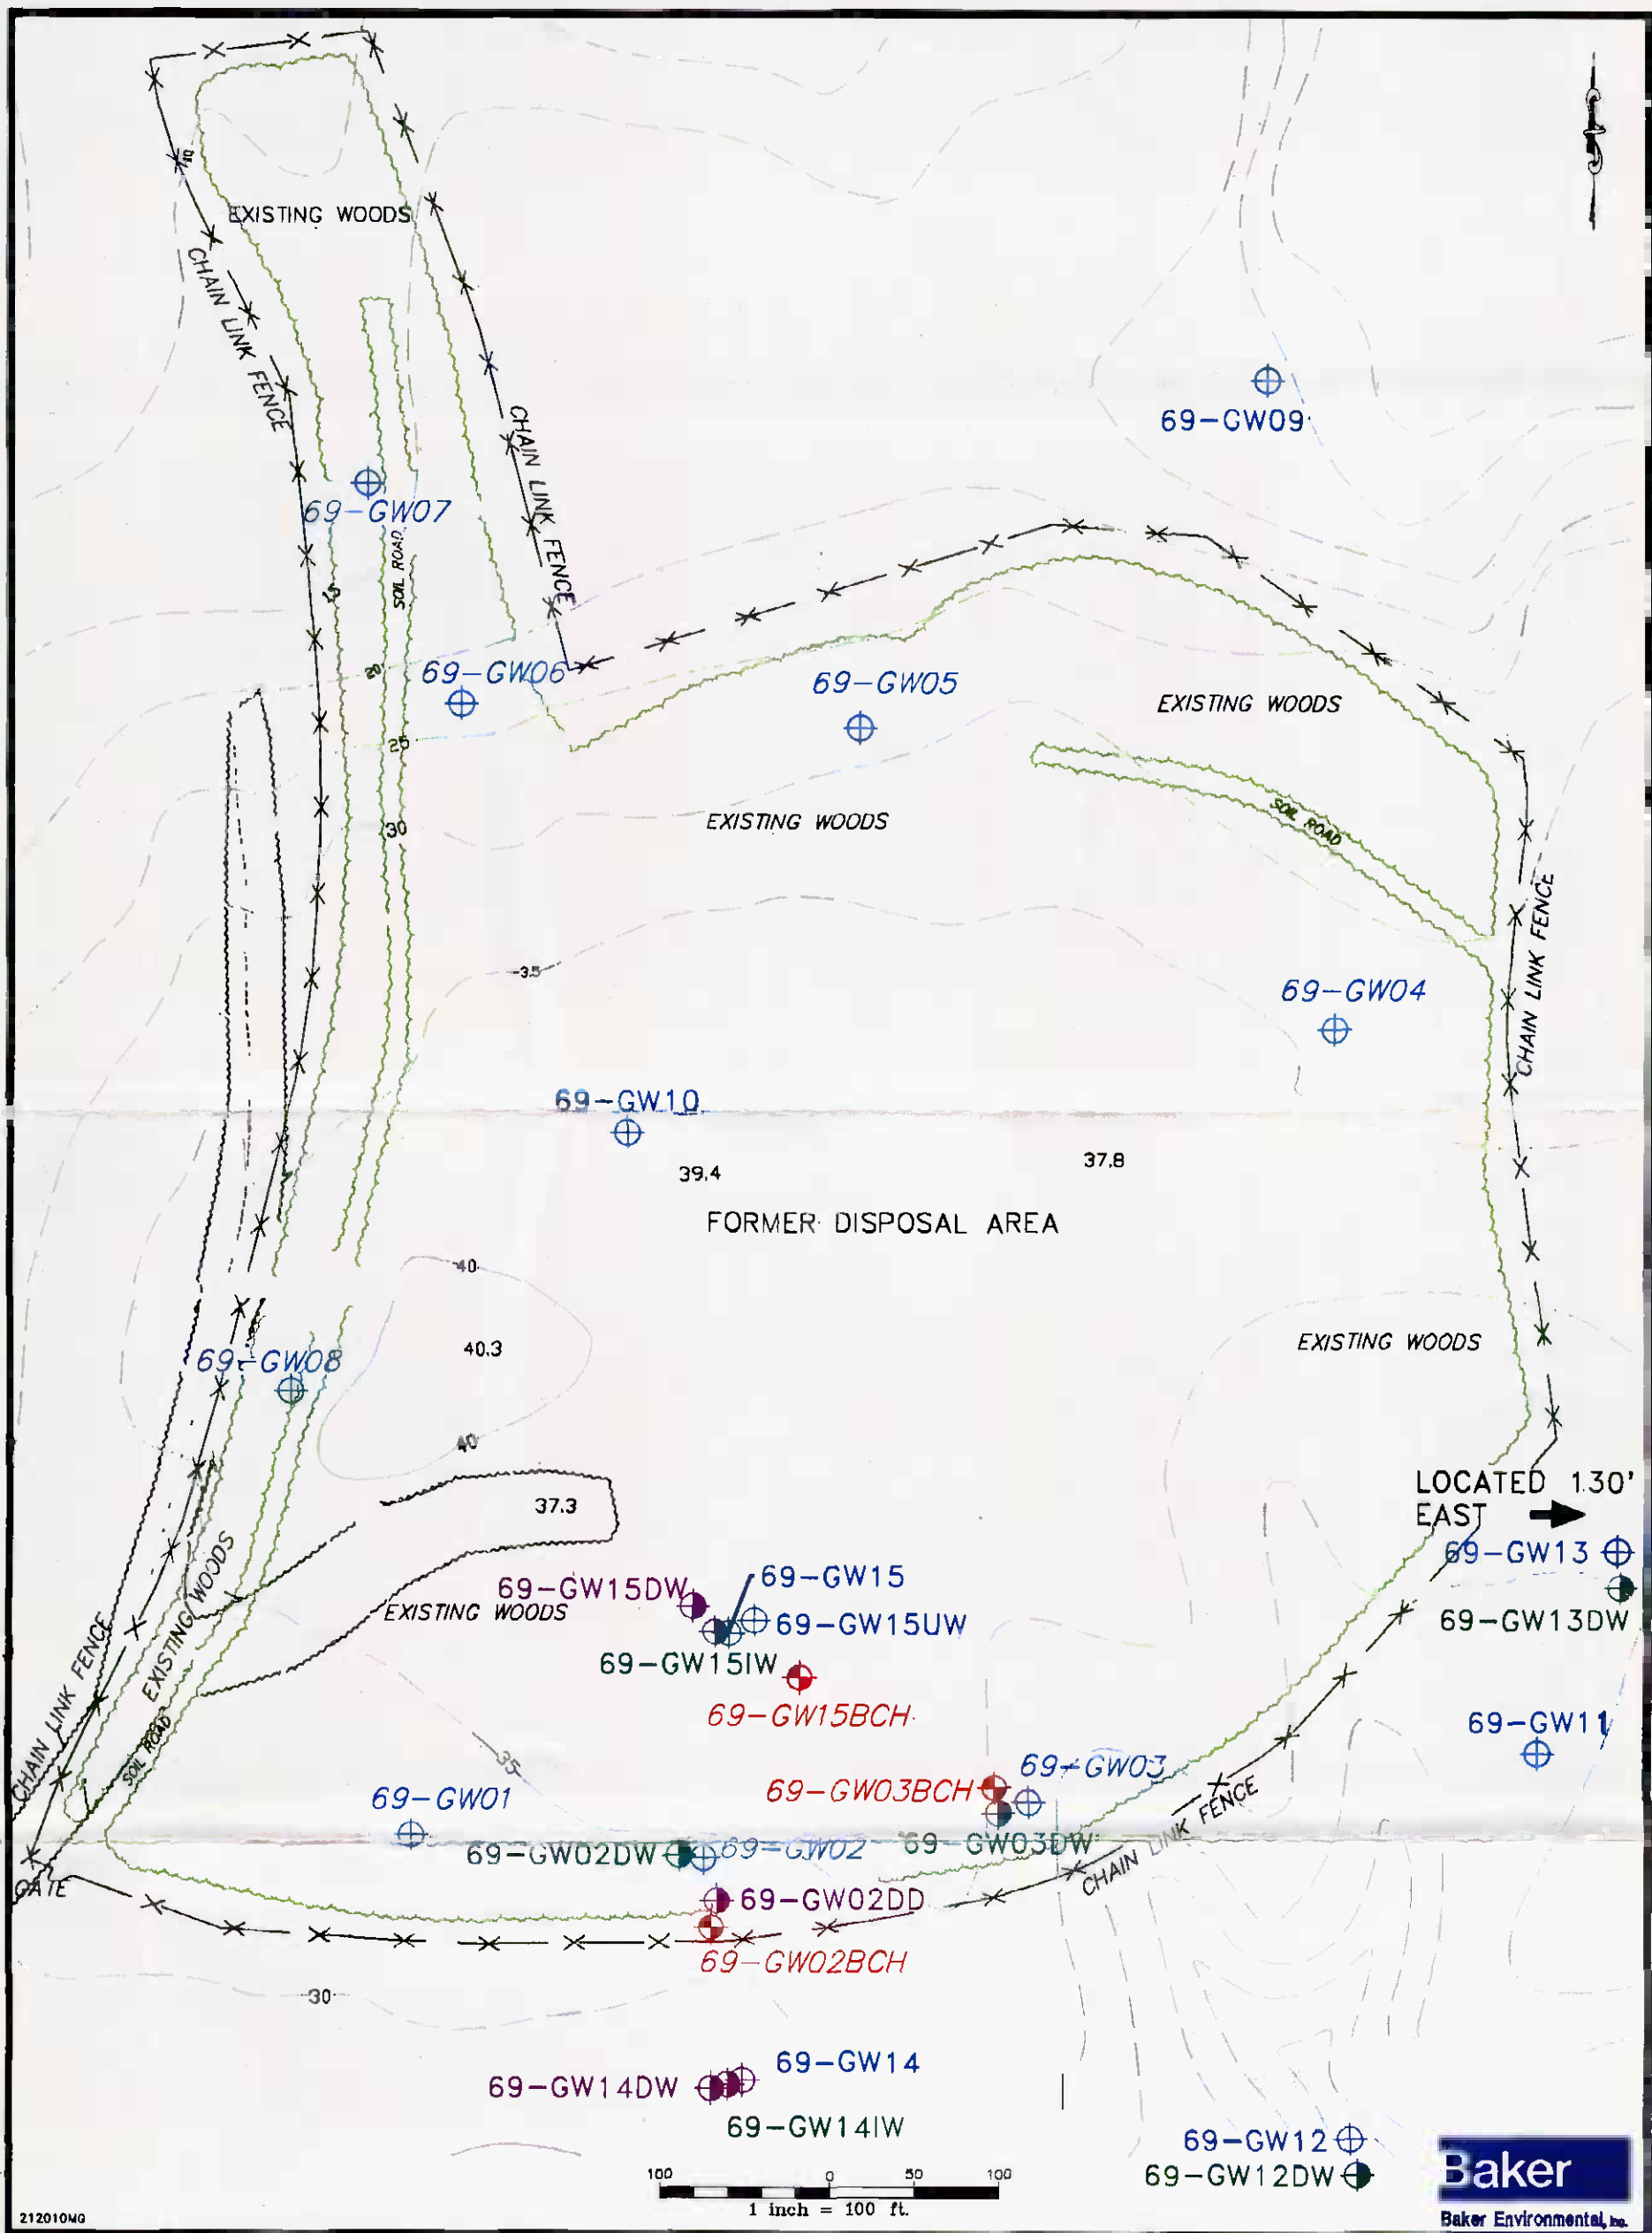 EXISTING WOODS
CHAIN LINK FENCE
CHAIN LINK FENCE
69-GW09
69-GW07
SOIL ROAD
15
20
69-GW06
69-GW05
EXISTING WOODS
25
30
EXISTING WOODS
SOIL ROAD
CHAIN LINK FENCE
35
69-GW04
69-GW10
39.4
37.8
FORMER DISPOSAL AREA
40
40.3
69-GW08
EXISTING WOODS
40
37.3
LOCATED 130'
EAST
69-GW13
69-GW13DW
69-GW15DW
69-GW15
69-GW15UW
EXISTING WOODS
EXISTING WOODS
69-GW15IW
69-GW15BCH
CHAIN LINK FENCE
SOIL ROAD
35
69-GW11
69-GW03
69-GW03BCH
69-GW01
69-GW03DW
CHAIN LINK FENCE
69-GW02DW
69-GW02
GATE
69-GW02DD
69-GW02BCH
30
69-GW14
69-GW14DW
69-GW14IW
69-GW12
69-GW12DW
100 0 50 100
1 inch = 100 ft.
Baker
Baker Environmental, Inc.